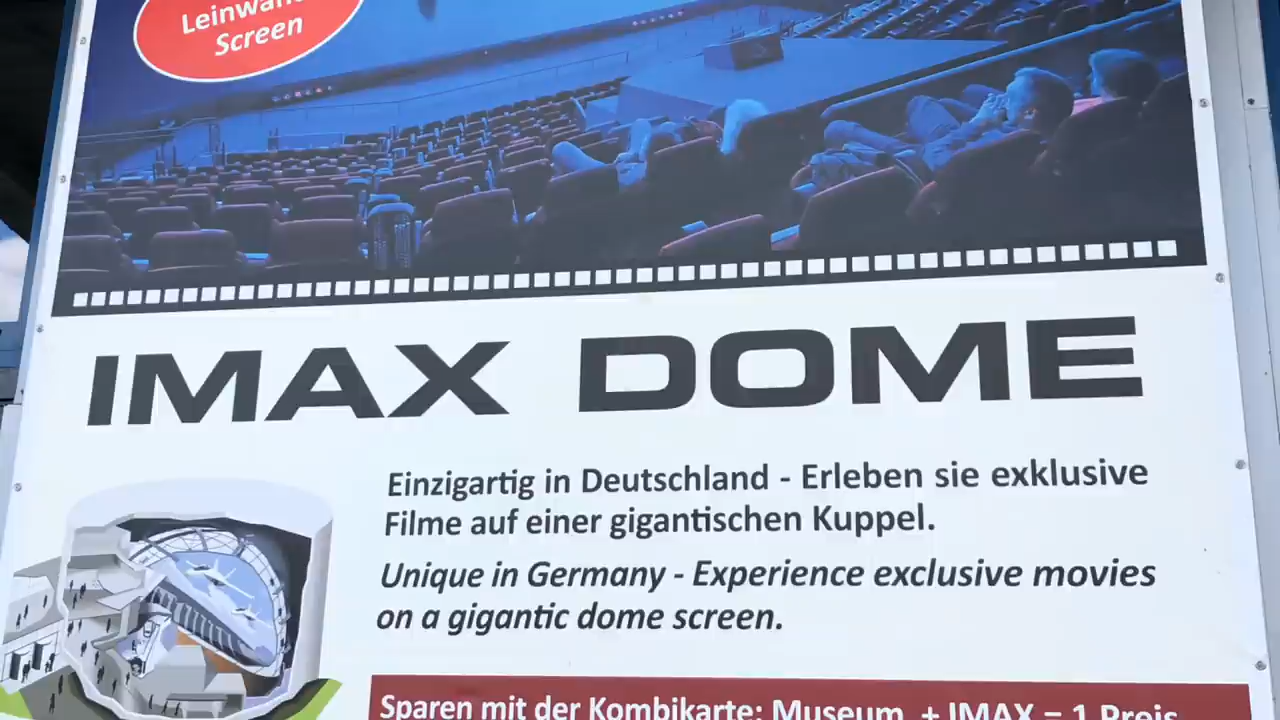 Screen
IMAX DOME
Einzigartig in Deutschland - Erleben sie exklusive
Filme auf einer gigantischen Kuppel.
Unique in Germany - Experience exclusive movies
on a gigantic dome screen.
Sparen mit der Kombikarte: Museum + IMAX = 1 Preis